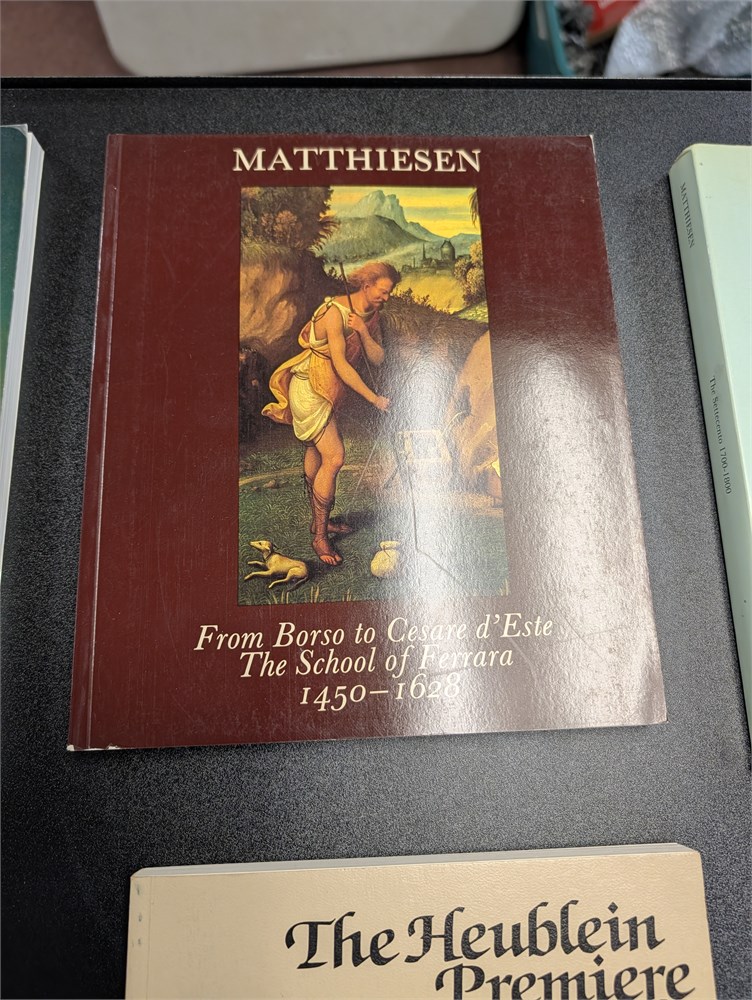 MATTHIESEN
From Borso to Cesare d'Este
The School of Ferrara
1450–1628
MATTHIESEN
The Settecento 1700-1800
The Heublein
Premiere